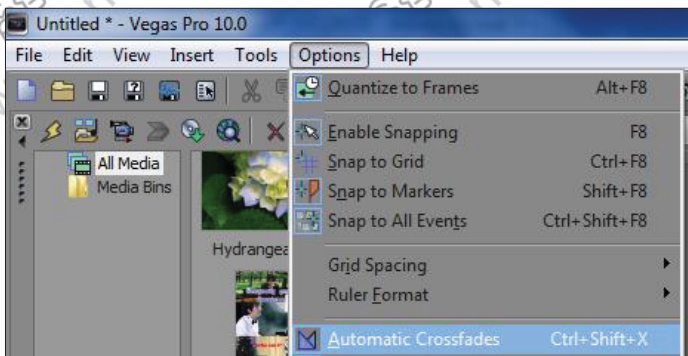 Untitled * - Vegas Pro 10.0
File Edit View Insert Tools Options Help
Quantize to Frames Alt+F8
Enable Snapping F8
Snap to Grid Ctrl+F8
Snap to Markers Shift+F8
Snap to All Events Ctrl+Shift+F8
All Media
Media Bins
Hydrangea
Grid Spacing
Ruler Format
Automatic Crossfades Ctrl+Shift+X